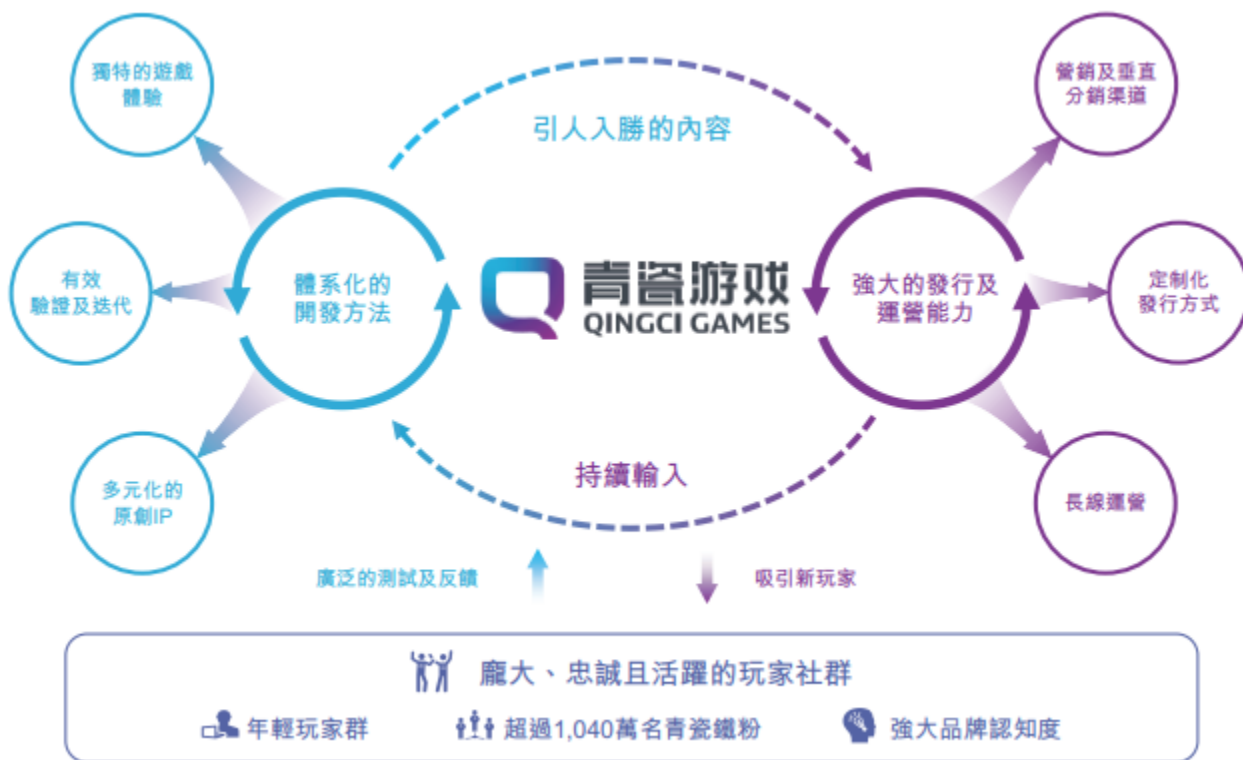 獨特的遊戲
體驗
營銷及垂直
分銷渠道
引人入勝的內容
有效
驗證及迭代
體系化的
開發方法
青瓷游戏
QINGCI GAMES
強大的發行及
運營能力
定制化
發行方式
多元化的
原創IP
持續輸入
長線運營
廣泛的測試及反饋
吸引新玩家
龐大、忠誠且活躍的玩家社群
年輕玩家群
超過1,040萬名青瓷鐵粉
強大品牌認知度